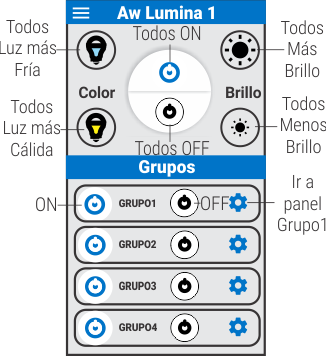 Aw Lumina 1
Todos
Luz más
Fría
Todos ON
Todos
Más
Brillo
Color
Brillo
Todos
Luz más
Cálida
Todos
Menos
Brillo
Todos OFF
Grupos
ON
GRUPO1
OFF
Ir a
panel
Grupo1
GRUPO2
GRUPO3
GRUPO4